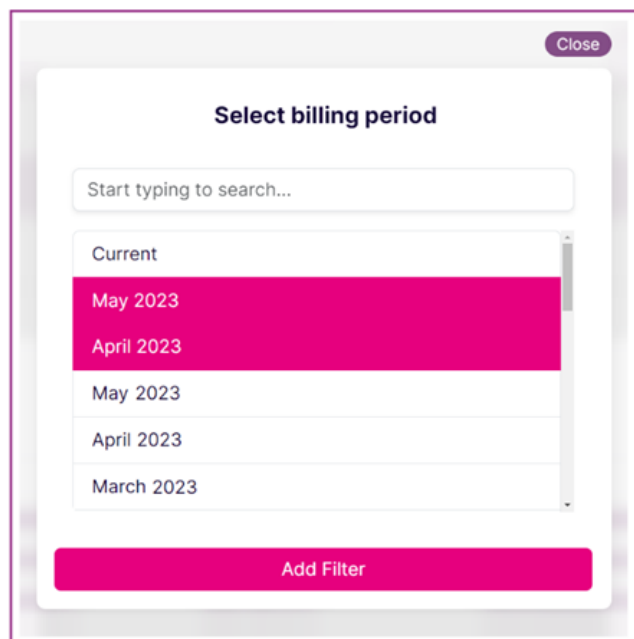 Close
Select billing period
Start typing to search...
Current
May 2023
April 2023
May 2023
April 2023
March 2023
Add Filter